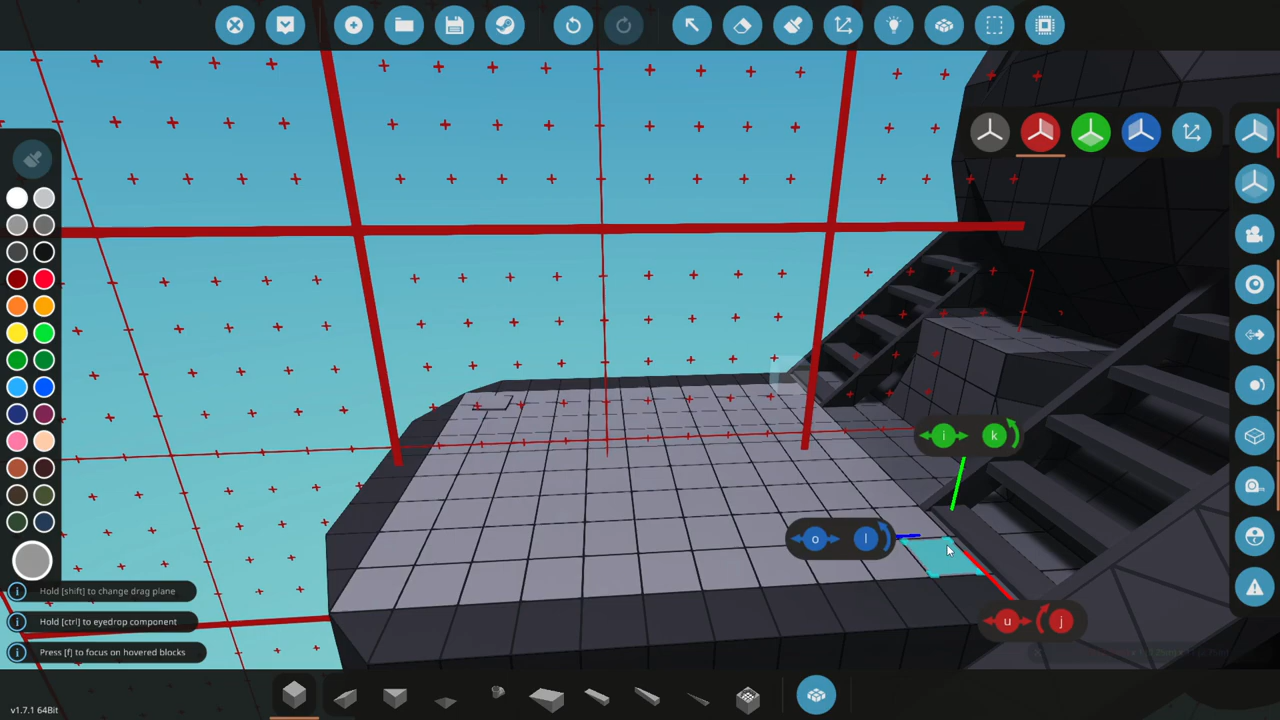 i k
o l
Hold [shift] to change drag plane
Hold [ctrl] to eyedrop component
u j
Press [f] to focus on hovered blocks
v1.7.1 64Bit